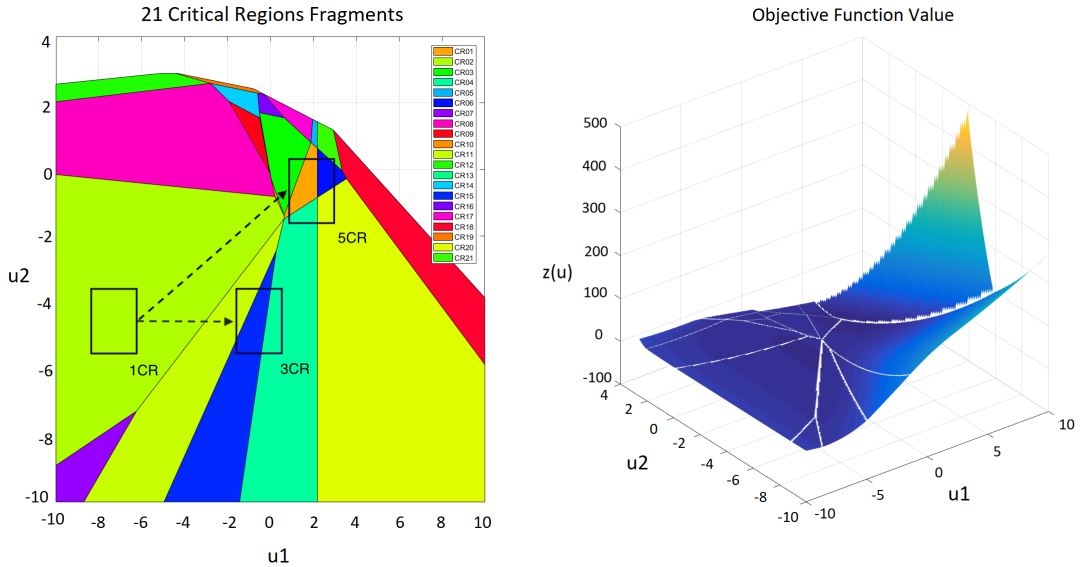 21 Critical Regions Fragments
4
2
0
-2
-4
-6
-8
-10
u2
-10
-8
-6
-4
-2
0
2
4
6
8
10
u1
CR01
CR02
CR03
CR04
CR05
CR06
CR07
CR08
CR09
CR10
CR11
CR12
CR13
CR14
CR15
CR16
CR17
CR18
CR19
CR20
CR21
5CR
1CR
3CR
Objective Function Value
500
400
300
200
100
0
-100
z(u)
4
2
0
-2
-4
-6
-8
-10
u2
-10
-5
0
5
10
u1